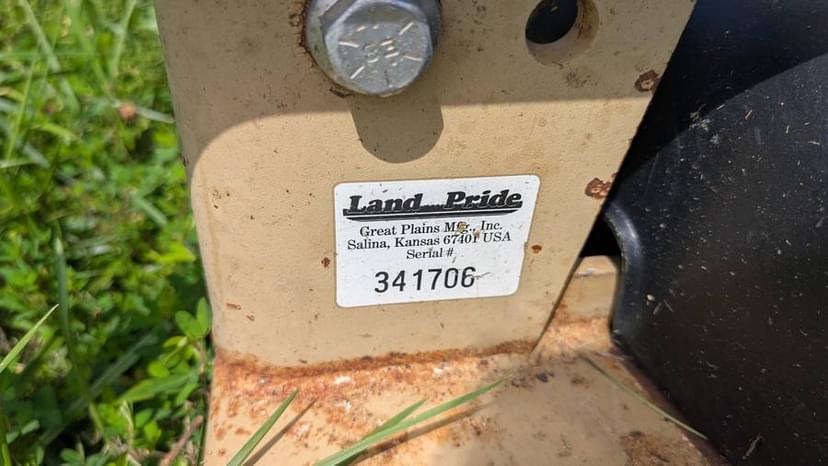 Land Pride
Great Plains Mfg., Inc.
Salina, Kansas 67401 USA
Serial #
341706